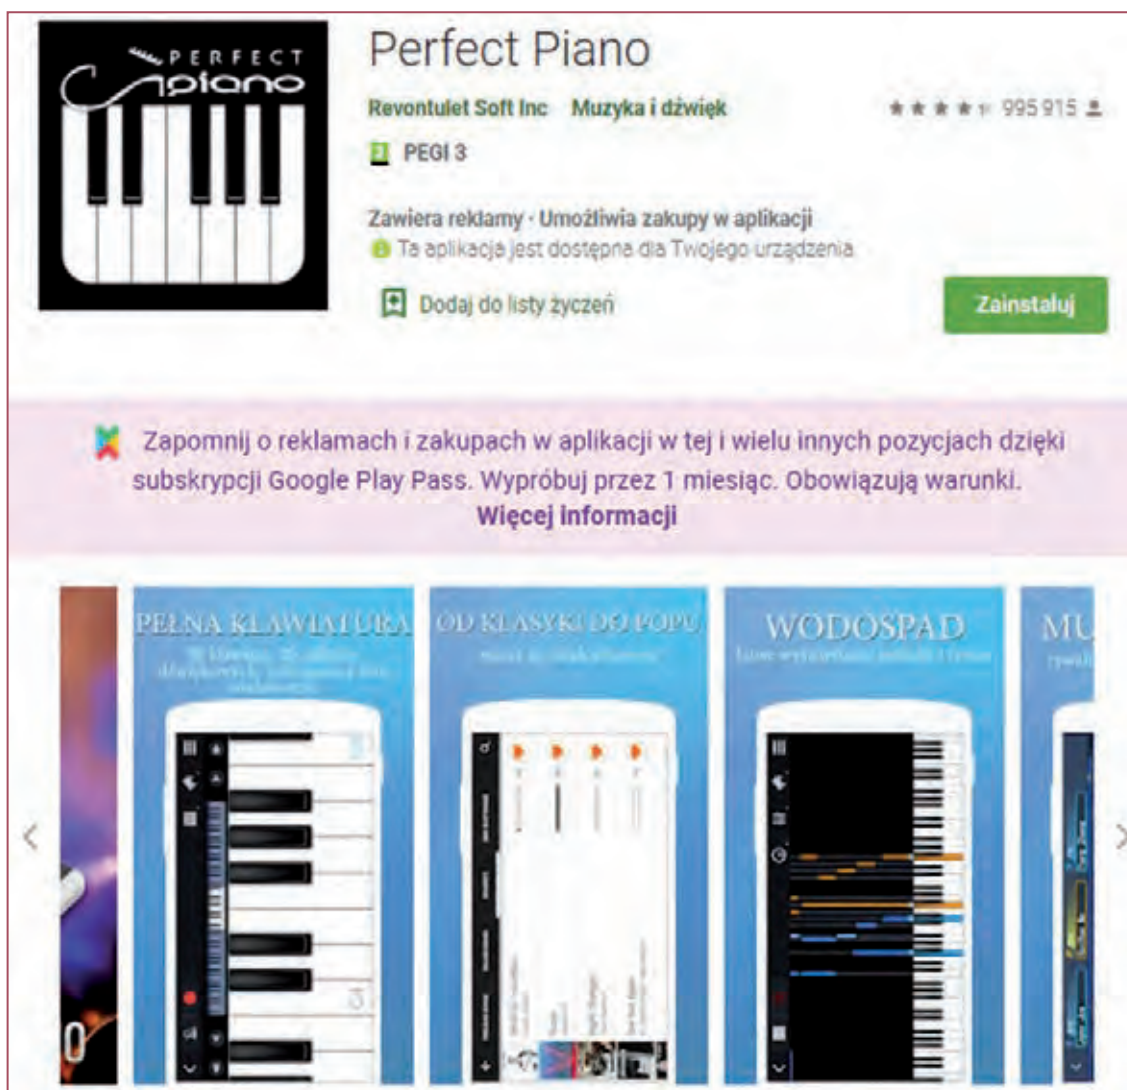 PERFECT
piano
Perfect Piano
Revontulet Soft Inc Muzyka i dźwięk
995 915
3
PEGI 3
Zawiera reklamy · Umożliwia zakupy w aplikacji
Ta aplikacja jest dostępna dla Twojego urządzenia
Dodaj do listy życzeń
Zainstaluj
Zapomnij o reklamach i zakupach w aplikacji w tej i wielu innych pozycjach dzięki
subskrypcji Google Play Pass. Wypróbuj przez 1 miesiąc. Obowiązują warunki.
Więcej informacji
PEŁNA KLAWIATURA
OD KLASYKI DO POPU
WODOSPAD
MU